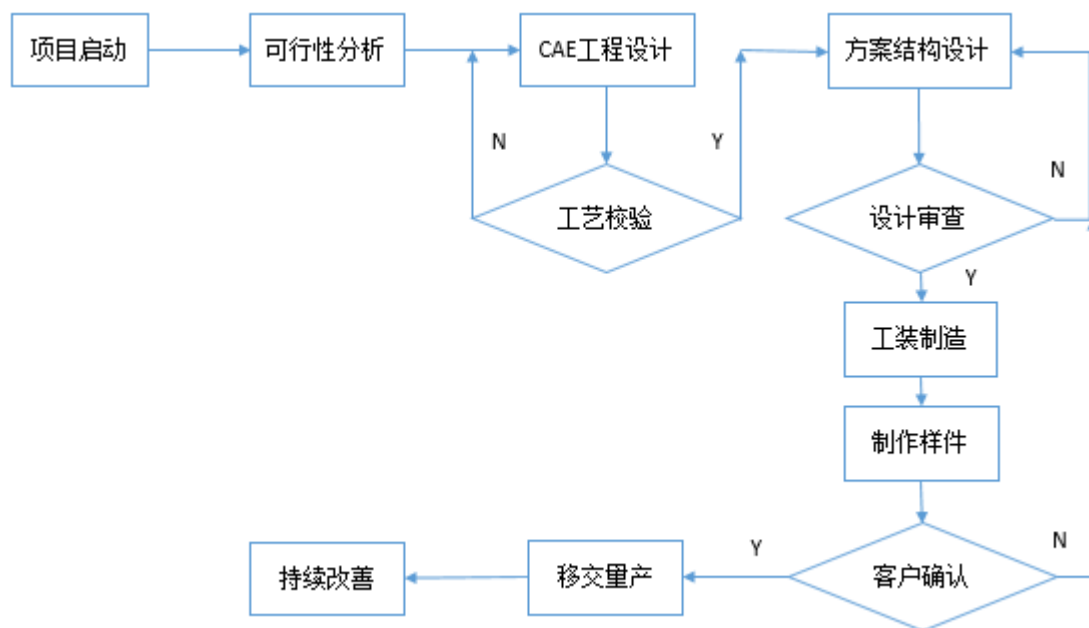 项目启动
可行性分析
CAE工程设计
方案结构设计
N
Y
N
工艺校验
设计审查
Y
工装制造
制作样件
Y
N
持续改善
移交量产
客户确认